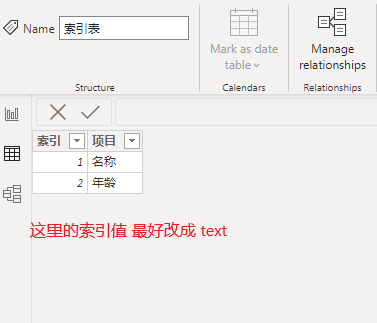 Name 索引表
Mark as date
table
Manage
relationships
Structure
Calendars
Relationships
索引 项目
1 名称
2 年龄
这里的索引值 最好改成 text